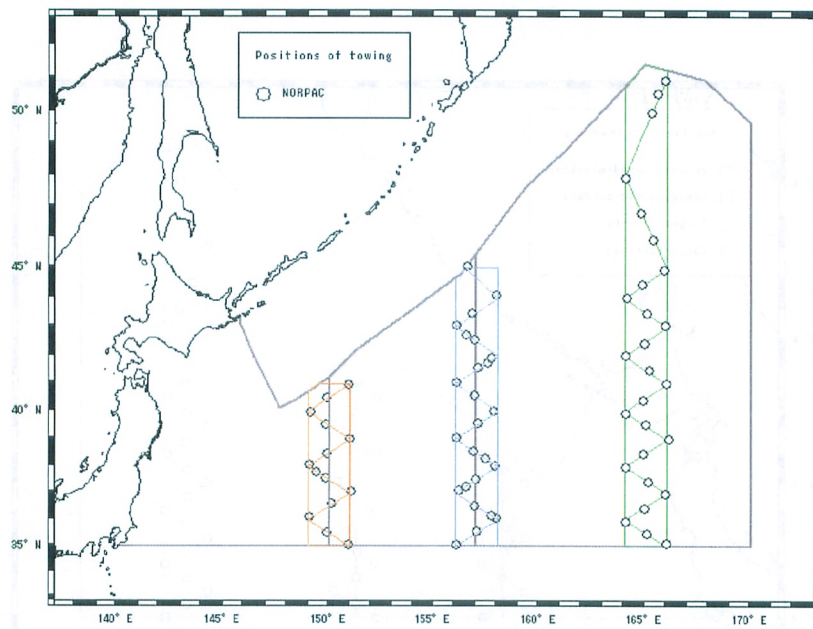 Positions of towing
NORPAC
50° N
45° N
40° N
35° N
140° E
145° E
150° E
155° E
160° E
165° E
170° E